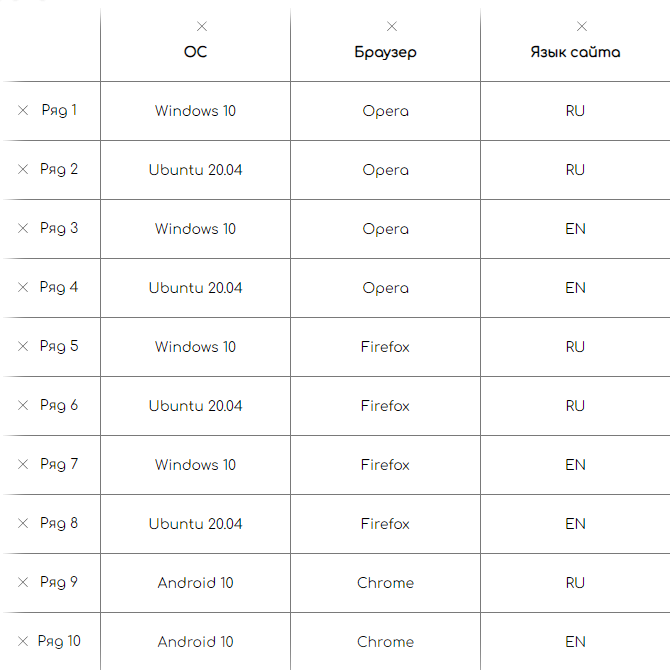 ОС Браузер Язык сайта
Ряд 1 Windows 10 Opera RU
Ряд 2 Ubuntu 20.04 Opera RU
Ряд 3 Windows 10 Opera EN
Ряд 4 Ubuntu 20.04 Opera EN
Ряд 5 Windows 10 Firefox RU
Ряд 6 Ubuntu 20.04 Firefox RU
Ряд 7 Windows 10 Firefox EN
Ряд 8 Ubuntu 20.04 Firefox EN
Ряд 9 Android 10 Chrome RU
Ряд 10 Android 10 Chrome EN